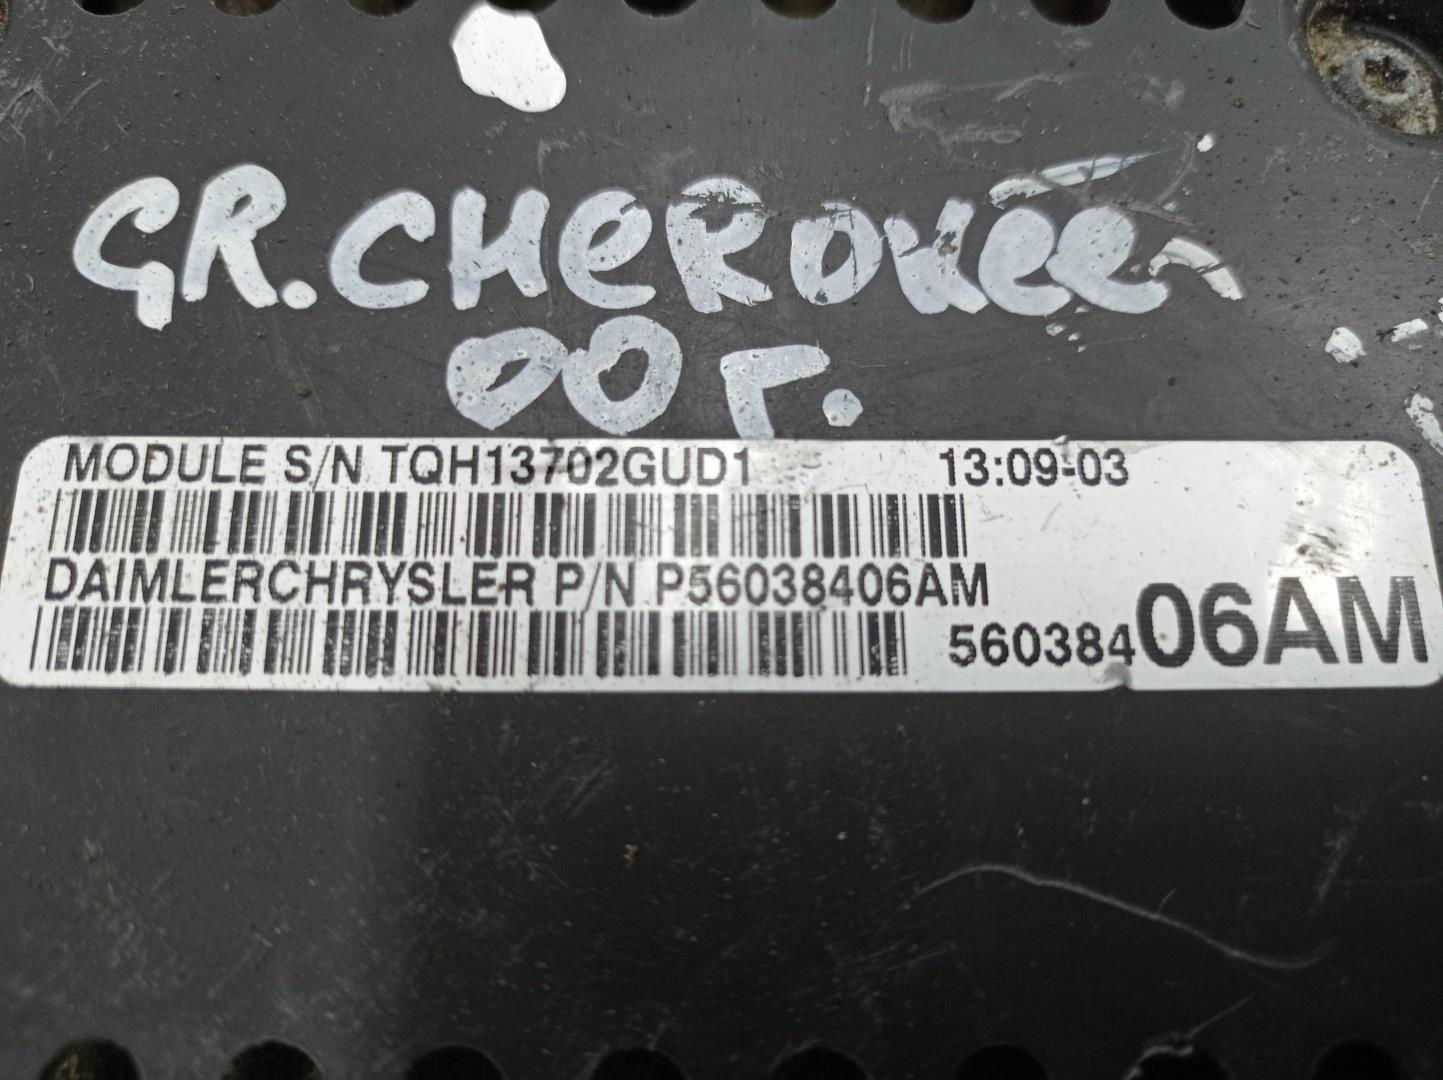 GR. CHEROKEE
00 г.
MODULE S/N TQH13702GUD1 13:09-03
DAIMLERCHRYSLER P/N P56038406AM
56038406AM